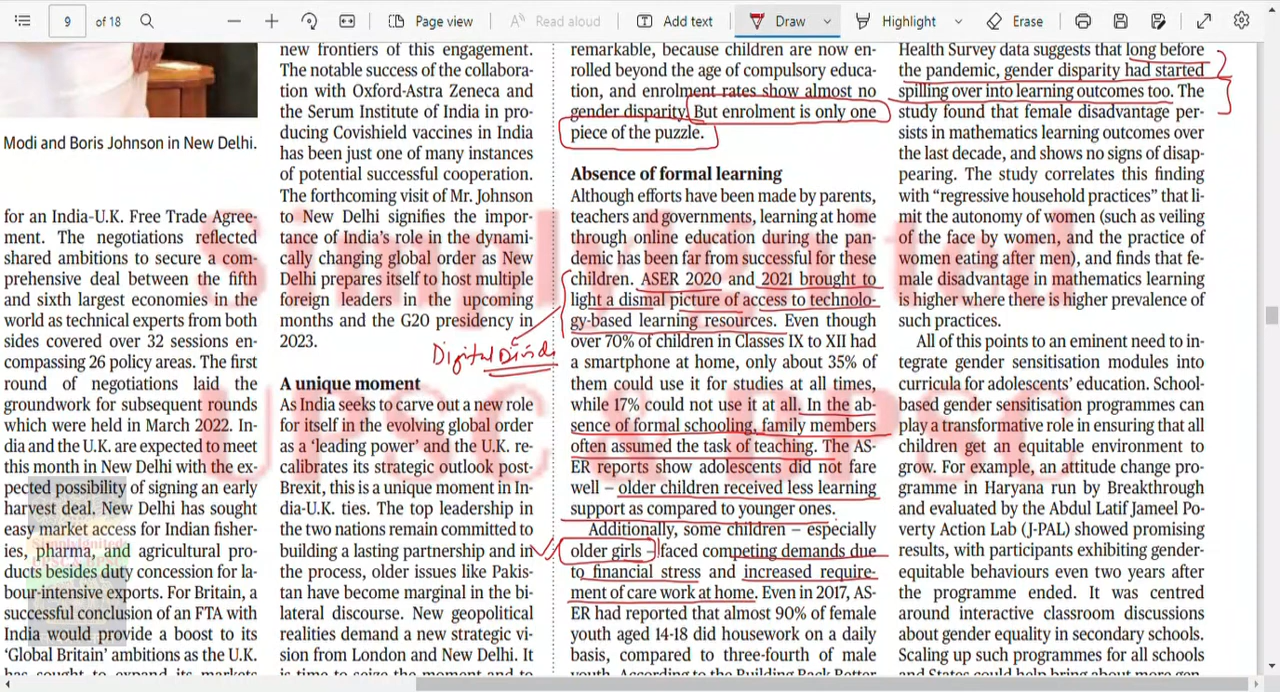 9 of 18
Page view
Read aloud
Add text
Draw
Highlight
Erase
Modi and Boris Johnson in New Delhi.
for an India-U.K. Free Trade Agree-
ment. The negotiations reflected
shared ambitions to secure a com-
prehensive deal between the fifth
and sixth largest economies in the
world as technical experts from both
sides covered over 32 sessions en-
compassing 26 policy areas. The first
round of negotiations laid the
groundwork for subsequent rounds
which were held in March 2022. In-
dia and the U.K. are expected to meet
this month in New Delhi with the ex-
pected possibility of signing an early
harvest deal. New Delhi has sought
easy market access for Indian fisher-
ies, pharma, and agricultural pro-
ducts besides duty concession for la-
bour-intensive exports. For Britain, a
successful conclusion of an FTA with
India would provide a boost to its
‘Global Britain’ ambitions as the U.K.
has sought to expand its markets
new frontiers of this engagement.
The notable success of the collabora-
tion with Oxford-Astra Zeneca and
the Serum Institute of India in pro-
ducing Covishield vaccines in India
has been just one of many instances
of potential successful cooperation.
The forthcoming visit of Mr. Johnson
to New Delhi signifies the impor-
tance of India’s role in the dynami-
cally changing global order as New
Delhi prepares itself to host multiple
foreign leaders in the upcoming
months and the G20 presidency in
2023.
Digital Divide
A unique moment
As India seeks to carve out a new role
for itself in the evolving global order
as a ‘leading power’ and the U.K. re-
calibrates its strategic outlook post-
Brexit, this is a unique moment in In-
dia-U.K. ties. The top leadership in
the two nations remain committed to
building a lasting partnership and in
the process, older issues like Pakis-
tan have become marginal in the bi-
lateral discourse. New geopolitical
realities demand a new strategic vi-
sion from London and New Delhi. It
is time to seize the moment and to
remarkable, because children are now en-
rolled beyond the age of compulsory educa-
tion, and enrolment rates show almost no
gender disparity. But enrolment is only one
piece of the puzzle.
Absence of formal learning
Although efforts have been made by parents,
teachers and governments, learning at home
through online education during the pan-
demic has been far from successful for these
children. ASER 2020 and 2021 brought to
light a dismal picture of access to technolo-
gy-based learning resources. Even though
over 70% of children in Classes IX to XII had
a smartphone at home, only about 35% of
them could use it for studies at all times,
while 17% could not use it at all. In the ab-
sence of formal schooling, family members
often assumed the task of teaching. The AS-
ER reports show adolescents did not fare
well – older children received less learning
support as compared to younger ones.
Additionally, some children – especially
older girls – faced competing demands due
to financial stress and increased require-
ment of care work at home. Even in 2017, AS-
ER had reported that almost 90% of female
youth aged 14-18 did housework on a daily
basis, compared to three-fourth of male
youth. According to the Building Back Better
Health Survey data suggests that long before
the pandemic, gender disparity had started
spilling over into learning outcomes too. The
study found that female disadvantage per-
sists in mathematics learning outcomes over
the last decade, and shows no signs of disap-
pearing. The study correlates this finding
with “regressive household practices” that li-
mit the autonomy of women (such as veiling
of the face by women, and the practice of
women eating after men), and finds that fe-
male disadvantage in mathematics learning
is higher where there is higher prevalence of
such practices.
All of this points to an eminent need to in-
tegrate gender sensitisation modules into
curricula for adolescents’ education. School-
based gender sensitisation programmes can
play a transformative role in ensuring that all
children get an equitable environment to
grow. For example, an attitude change pro-
gramme in Haryana run by Breakthrough
and evaluated by the Abdul Latif Jameel Po-
verty Action Lab (J-PAL) showed promising
results, with participants exhibiting gender-
equitable behaviours even two years after
the programme ended. It was centred
around interactive classroom discussions
about gender equality in secondary schools.
Scaling up such programmes for all schools
and States could help bring about more gen-
SimplyIgnited
UPSC & BPSC
SimplyIgnited
UPSC & BPSC